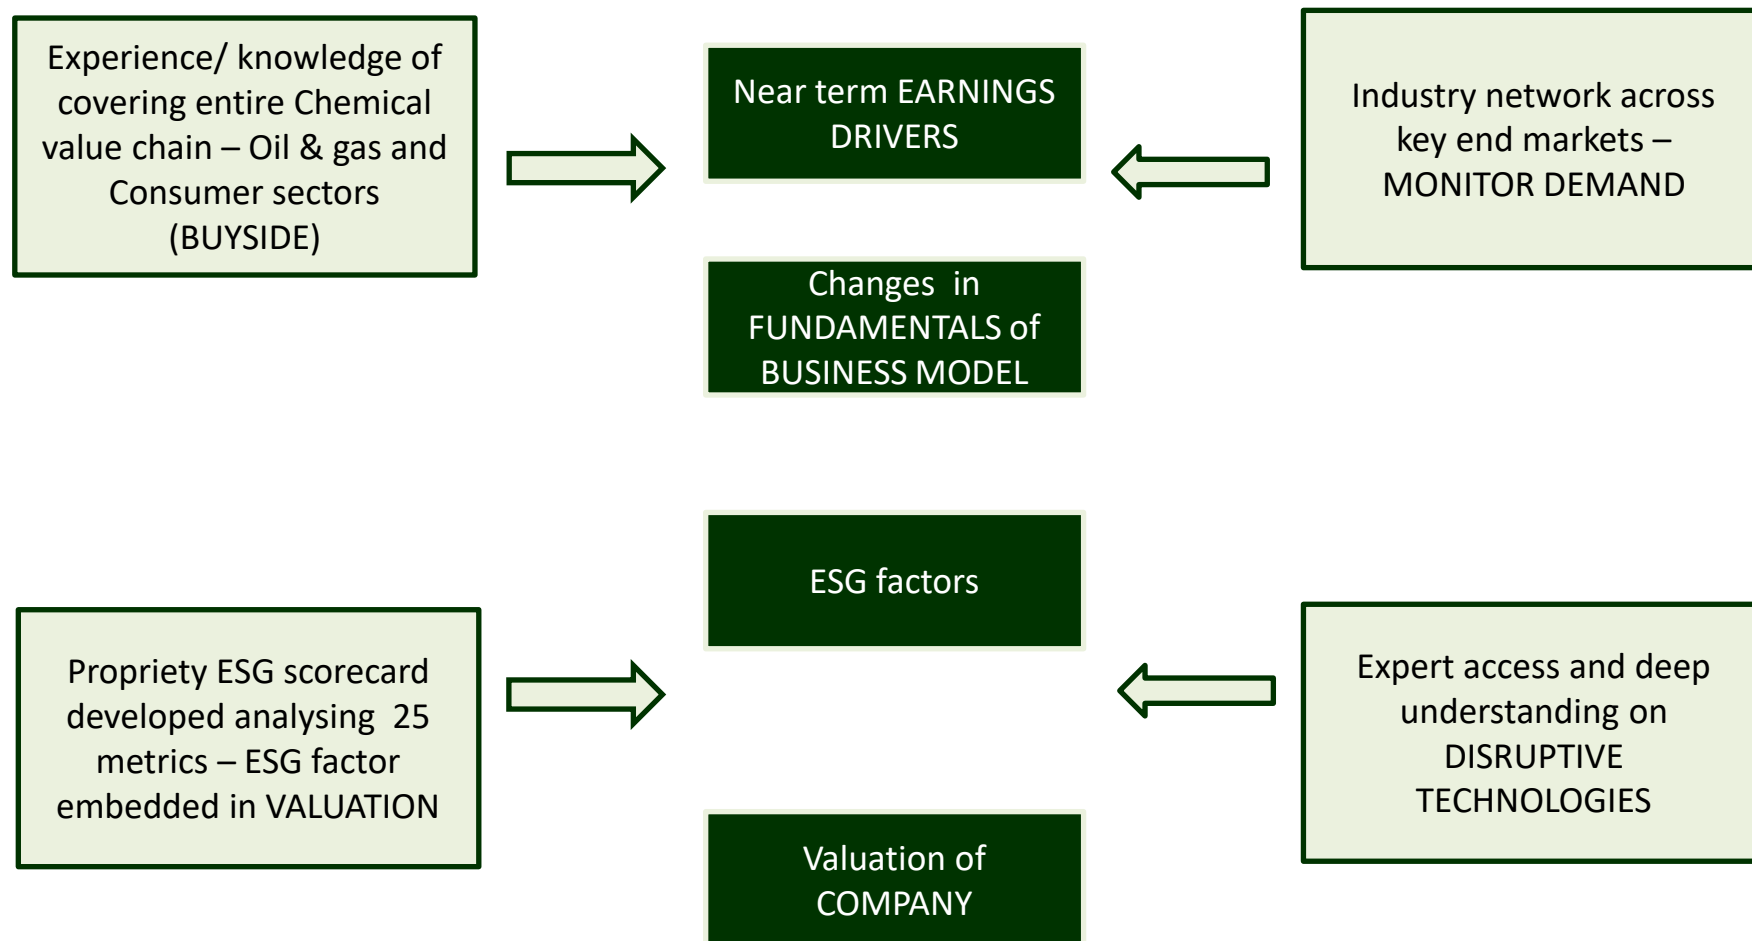 Experience/ knowledge of
covering entire Chemical
value chain – Oil & gas and
Consumer sectors
(BUYSIDE)
Near term EARNINGS
DRIVERS
Industry network across
key end markets –
MONITOR DEMAND
Changes in
FUNDAMENTALS of
BUSINESS MODEL
ESG factors
Propriety ESG scorecard
developed analysing 25
metrics – ESG factor
embedded in VALUATION
Expert access and deep
understanding on
DISRUPTIVE
TECHNOLOGIES
Valuation of
COMPANY